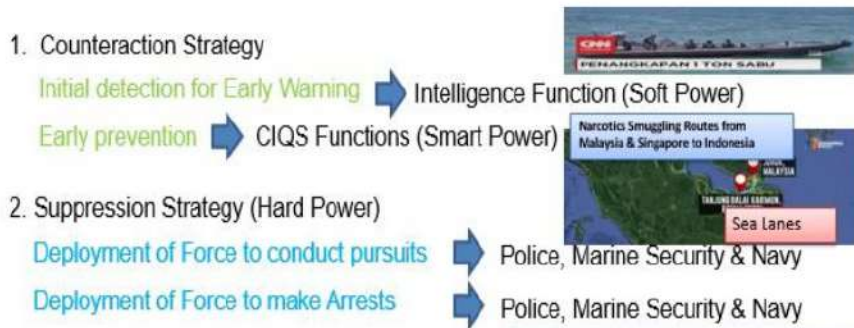 1. Counteraction Strategy
CNN
PENANGKAPAN 1 TON SABU
Initial detection for Early Warning
Intelligence Function (Soft Power)
Early prevention
CIQS Functions (Smart Power)
Narcotics Smuggling Routes from
Malaysia & Singapore to Indonesia
MALAYSIA
TANJUNG BALAI KARIMUN,
Sea Lanes
2. Suppression Strategy (Hard Power)
Deployment of Force to conduct pursuits
Police, Marine Security & Navy
Deployment of Force to make Arrests
Police, Marine Security & Navy